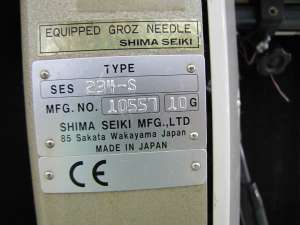 EQUIPPED GROZ NEEDLE
SHIMA SEIKI
TYPE
SES 234-S
MFG. NO. 10557 10G
SHIMA SEIKI MFG.,LTD
85 Sakata Wakayama Japan
MADE IN JAPAN
CE